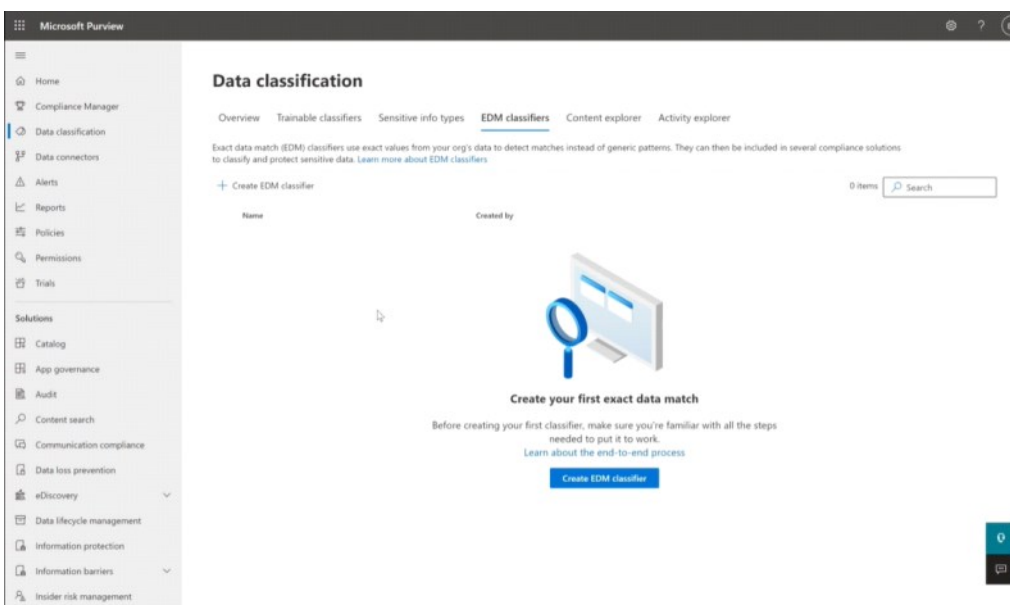 Microsoft Purview
?
Home
Compliance Manager
Data classification
Data connectors
Alerts
Reports
Policies
Permissions
Trials
Solutions
Catalog
App governance
Audit
Content search
Communication compliance
Data loss prevention
eDiscovery
Data lifecycle management
Information protection
Information barriers
Insider risk management
Data classification
Overview Trainable classifiers Sensitive info types EDM classifiers Content explorer Activity explorer
Exact data match (EDM) classifiers use exact values from your org's data to detect matches instead of generic patterns. They can then be included in several compliance solutions
to classify and protect sensitive data. Learn more about EDM classifiers
+ Create EDM classifier 0 items Search
Name Created by
Create your first exact data match
Before creating your first classifier, make sure you're familiar with all the steps
needed to put it to work.
Learn about the end-to-end process
Create EDM classifier